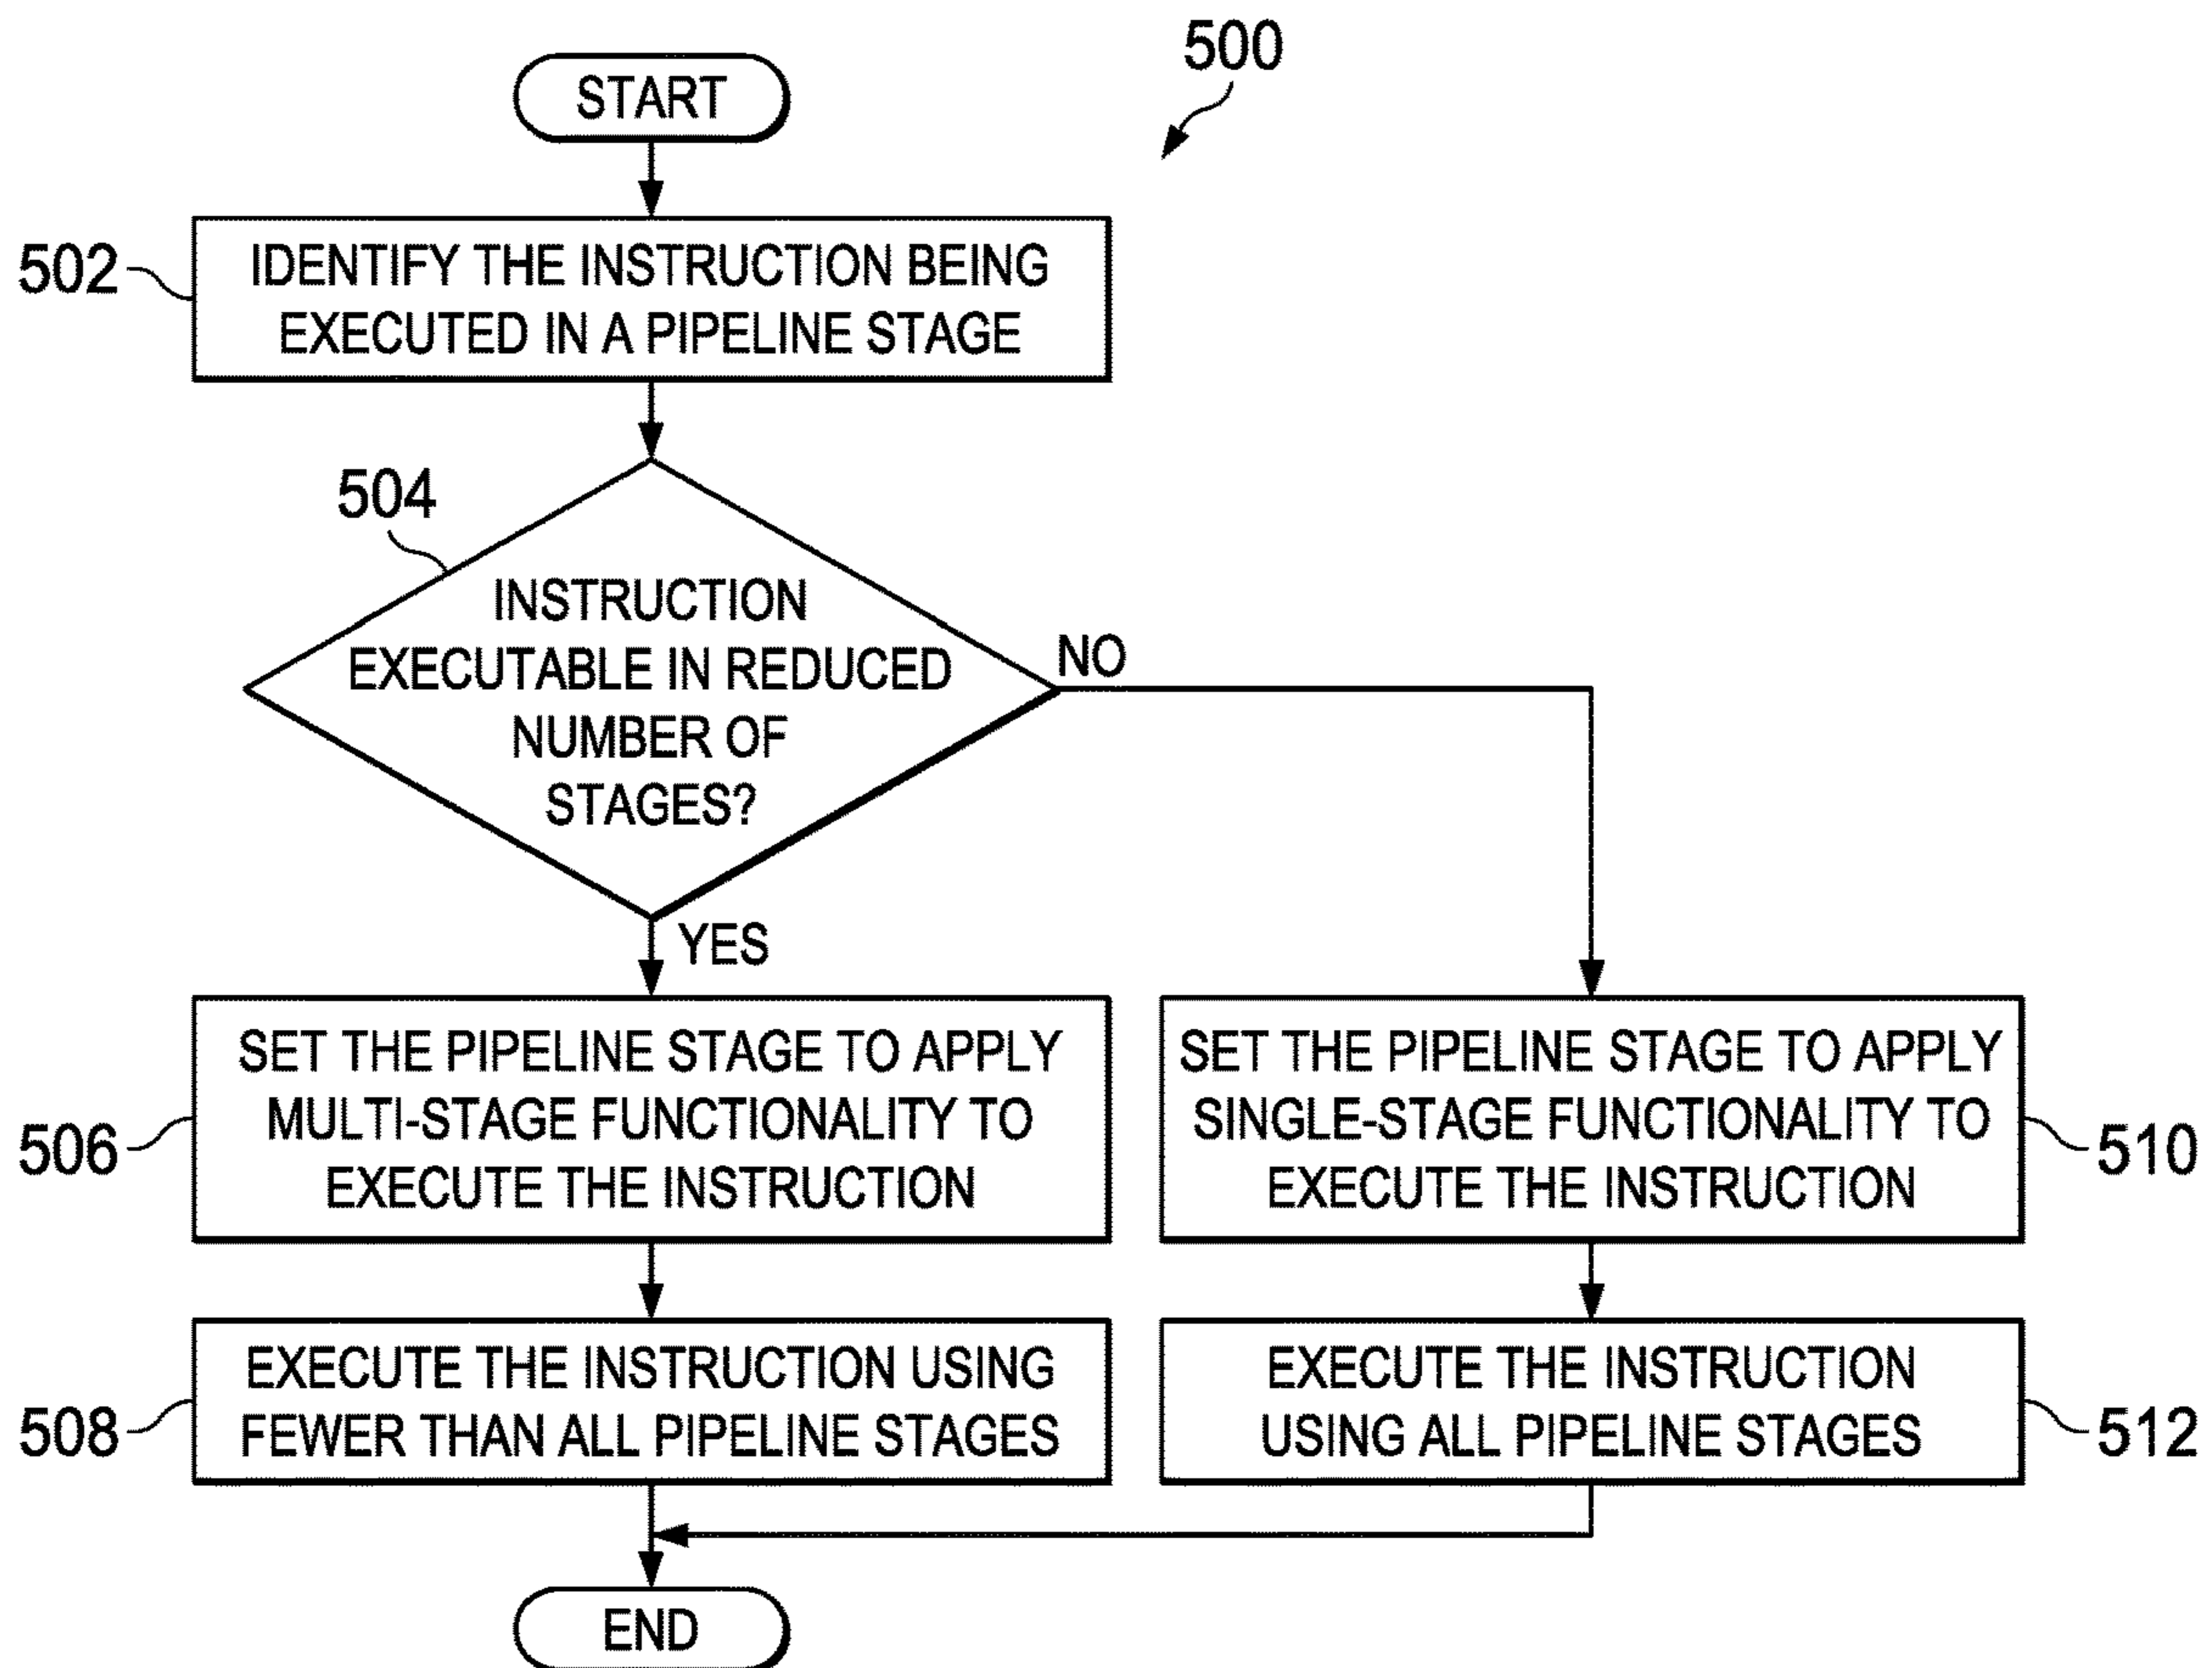 500
START
502
IDENTIFY THE INSTRUCTION BEING
EXECUTED IN A PIPELINE STAGE
504
INSTRUCTION
EXECUTABLE IN REDUCED
NUMBER OF
STAGES?
NO
YES
506
SET THE PIPELINE STAGE TO APPLY
MULTI-STAGE FUNCTIONALITY TO
EXECUTE THE INSTRUCTION
SET THE PIPELINE STAGE TO APPLY
SINGLE-STAGE FUNCTIONALITY TO
EXECUTE THE INSTRUCTION
510
508
EXECUTE THE INSTRUCTION USING
FEWER THAN ALL PIPELINE STAGES
EXECUTE THE INSTRUCTION
USING ALL PIPELINE STAGES
512
END